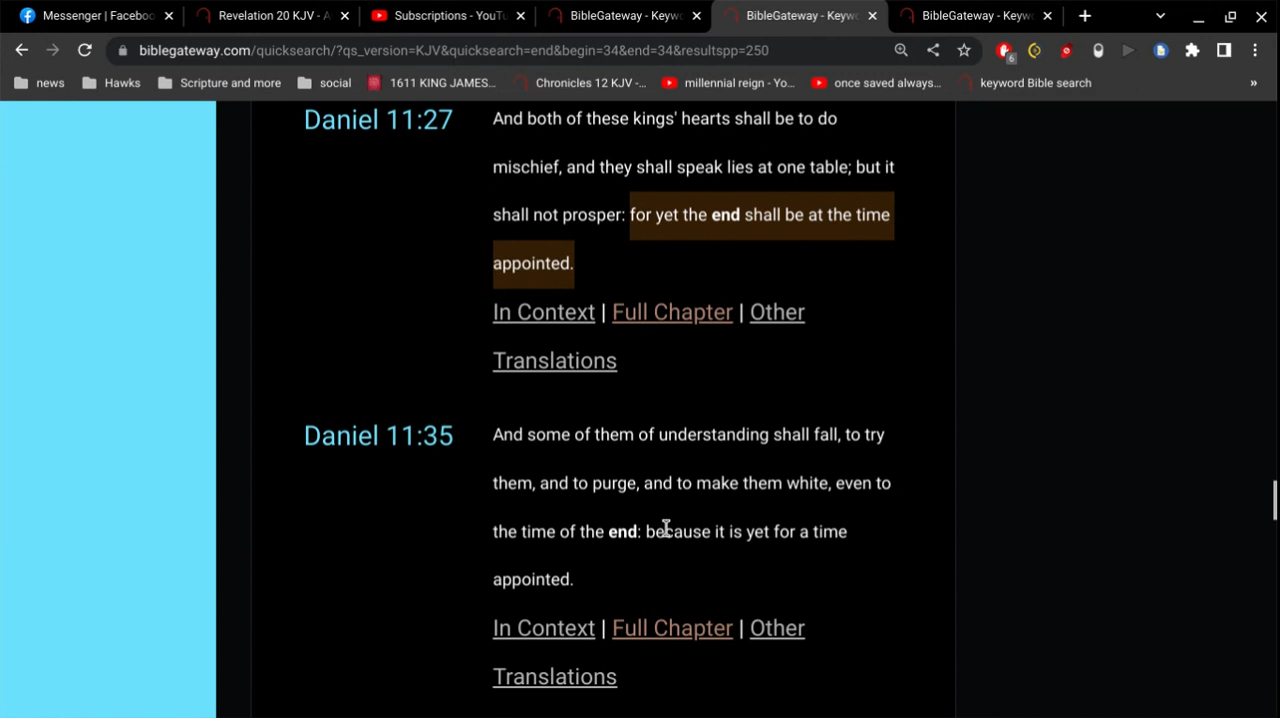 Messenger | Faceboo
Revelation 20 KJV - A
Subscriptions - YouTu
BibleGateway - Keywo
BibleGateway - Keywo
BibleGateway - Keyw
biblegateway.com/quicksearch/?qs_version=KJV&quicksearch=end&begin=34&end=34&resultspp=250
6
news
Hawks
Scripture and more
social
1611 KING JAMES...
Chronicles 12 KJV -...
millennial reign - Yo...
once saved always...
keyword Bible search
»
Daniel 11:27
And both of these kings' hearts shall be to do
mischief, and they shall speak lies at one table; but it
shall not prosper: for yet the end shall be at the time
appointed.
In Context | Full Chapter | Other
Translations
Daniel 11:35
And some of them of understanding shall fall, to try
them, and to purge, and to make them white, even to
the time of the end: because it is yet for a time
appointed.
In Context | Full Chapter | Other
Translations